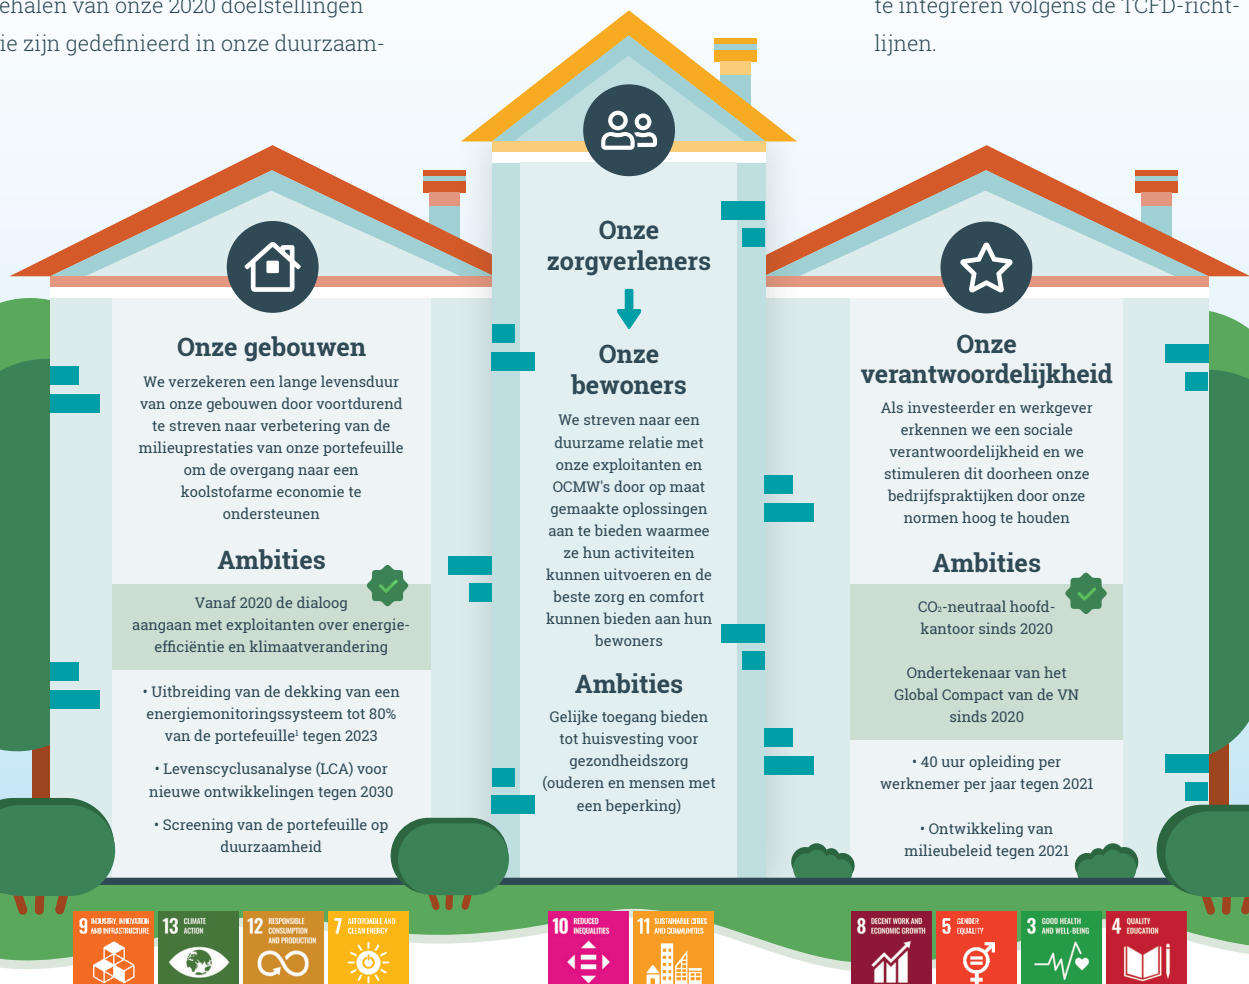 ehalen van onze 2020 doelstellingen
ie zijn gedefinieerd in onze duurzaam-
te integreren volgens de TCFD-richt-
lijnen.
Onze gebouwen
We verzekeren een lange levensduur
van onze gebouwen door voortdurend
te streven naar verbetering van de
milieuprestaties van onze portefeuille
om de overgang naar een
koolstofarme economie te
ondersteunen
Ambities
Vanaf 2020 de dialoog
aangaan met exploitanten over energie-
efficiëntie en klimaatverandering
• Uitbreiding van de dekking van een
energiemonitoringssysteem tot 80%
van de portefeuille¹ tegen 2023
• Levenscyclusanalyse (LCA) voor
nieuwe ontwikkelingen tegen 2030
• Screening van de portefeuille op
duurzaamheid
Onze
zorgverleners
Onze
bewoners
We streven naar een
duurzame relatie met
onze exploitanten en
OCMW's door op maat
gemaakte oplossingen
aan te bieden waarmee
ze hun activiteiten
kunnen uitvoeren en de
beste zorg en comfort
kunnen bieden aan hun
bewoners
Ambities
Gelijke toegang bieden
tot huisvesting voor
gezondheidszorg
(ouderen en mensen met
een beperking)
Onze
verantwoordelijkheid
Als investeerder en werkgever
erkennen we een sociale
verantwoordelijkheid en we
stimuleren dit doorheen onze
bedrijfspraktijken door onze
normen hoog te houden
Ambities
CO₂-neutraal hoofd-
kantoor sinds 2020
Ondertekenaar van het
Global Compact van de VN
sinds 2020
• 40 uur opleiding per
werknemer per jaar tegen 2021
• Ontwikkeling van
milieubeleid tegen 2021
9 INDUSTRY, INNOVATION
AND INFRASTRUCTURE
13 CLIMATE
ACTION
12 RESPONSIBLE
CONSUMPTION
AND PRODUCTION
7 AFFORDABLE AND
CLEAN ENERGY
10 REDUCED
INEQUALITIES
11 SUSTAINABLE CITIES
AND COMMUNITIES
8 DECENT WORK AND
ECONOMIC GROWTH
5 GENDER
EQUALITY
3 GOOD HEALTH
AND WELL-BEING
4 QUALITY
EDUCATION